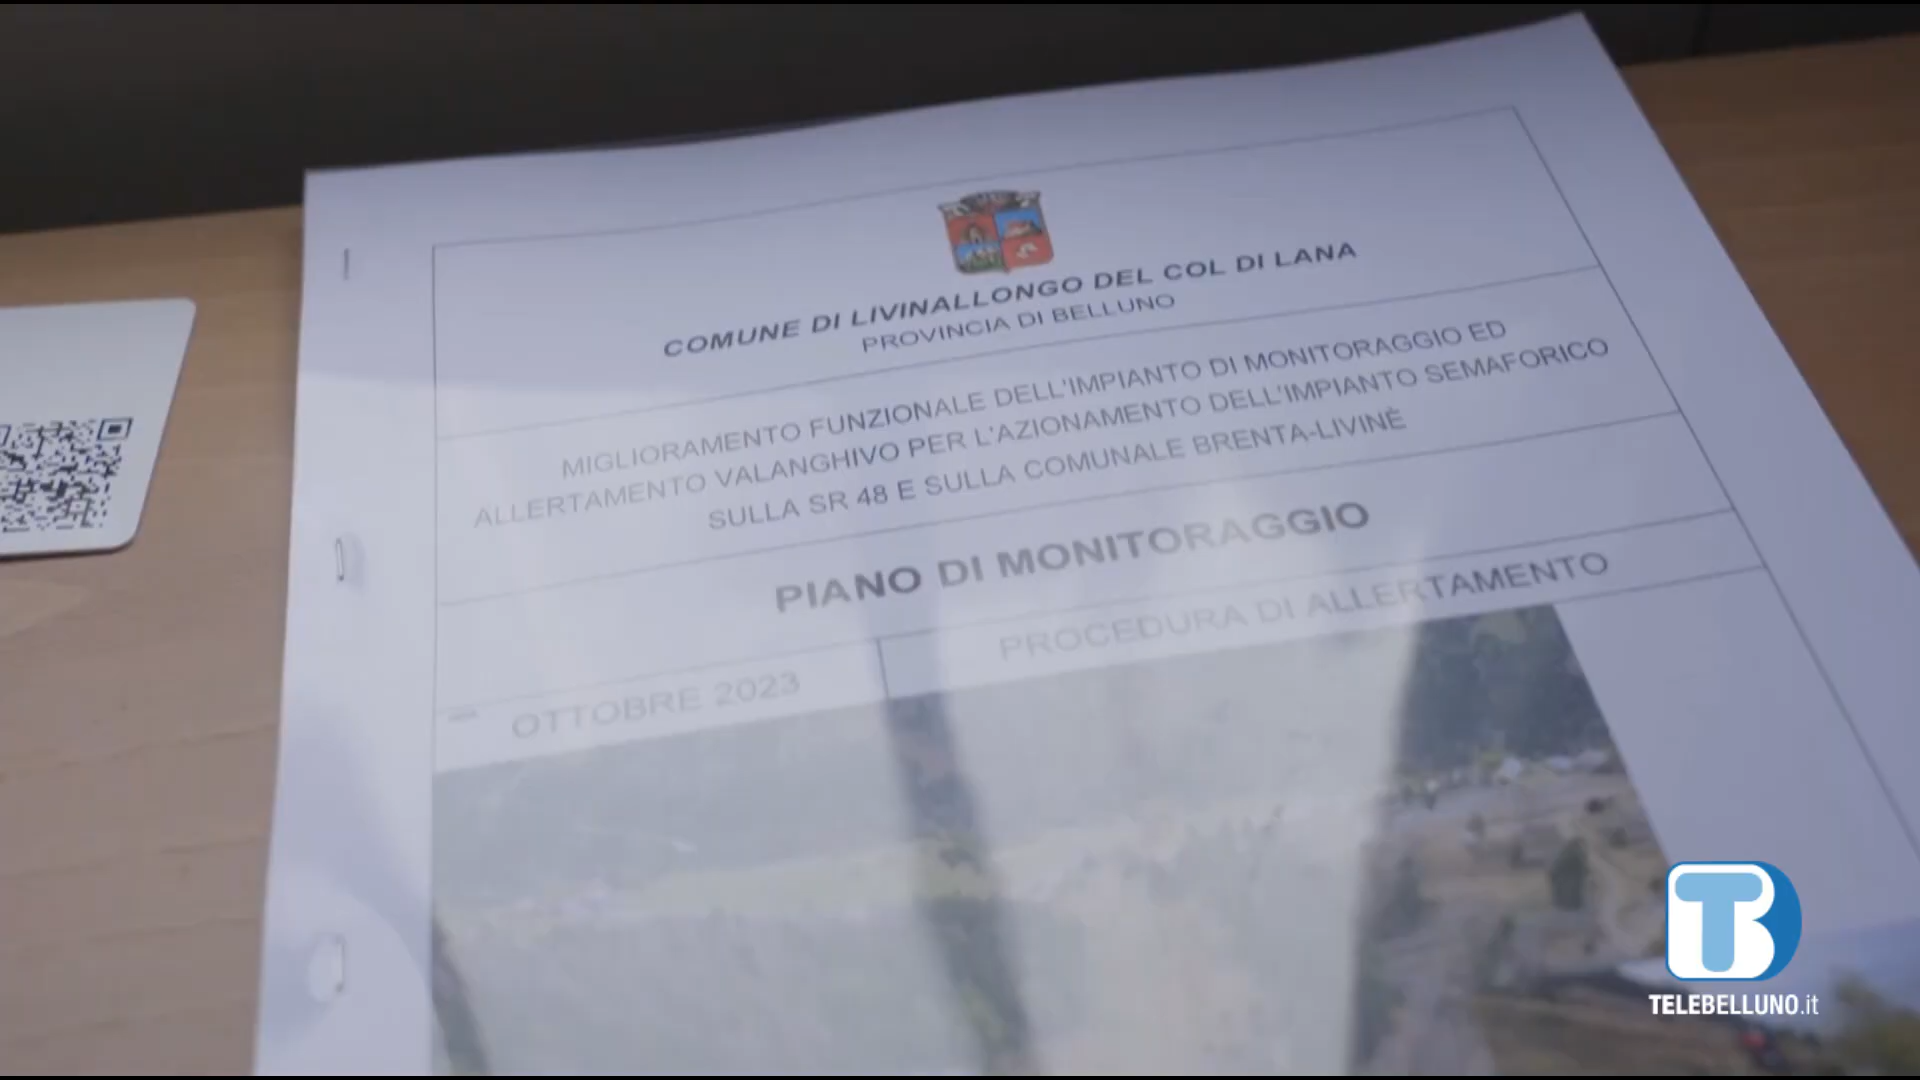 COMUNE DI LIVINALLONGO DEL COL DI LANA
PROVINCIA DI BELLUNO
MIGLIORAMENTO FUNZIONALE DELL'IMPIANTO DI MONITORAGGIO ED
ALLERTAMENTO VALANGHIVO PER L'AZIONAMENTO DELL'IMPIANTO SEMAFORICO
SULLA SR 48 E SULLA COMUNALE BRENTA-LIVINÈ
PIANO DI MONITORAGGIO
PROCEDURA DI ALLERTAMENTO
OTTOBRE 2023
TB
TELEBELLUNO.it